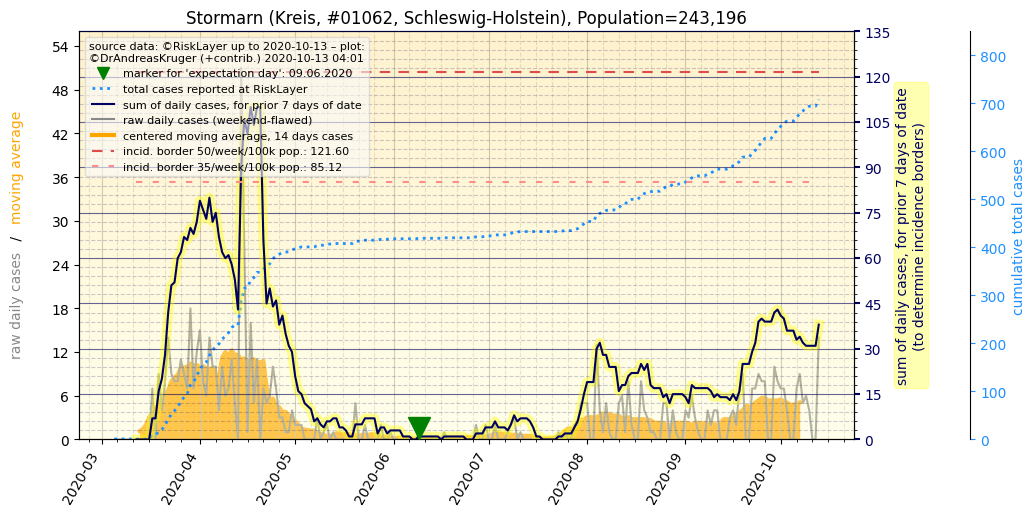 Stormarn (Kreis, #01062, Schleswig-Holstein), Population=243,196
source data: ©RiskLayer up to 2020-10-13 – plot:
©DrAndreasKruger (+contrib.) 2020-10-13 04:01
marker for 'expectation day': 09.06.2020
total cases reported at RiskLayer
sum of daily cases, for prior 7 days of date
raw daily cases (weekend-flawed)
centered moving average, 14 days cases
incid. border 50/week/100k pop.: 121.60
incid. border 35/week/100k pop.: 85.12
raw daily cases / moving average
54
48
42
36
30
24
18
12
6
0
2020-03
2020-04
2020-05
2020-06
2020-07
2020-08
2020-09
2020-10
135
120
105
90
75
60
45
30
15
0
sum of daily cases, for prior 7 days of date
(to determine incidence borders)
800
700
600
500
400
300
200
100
0
cumulative total cases